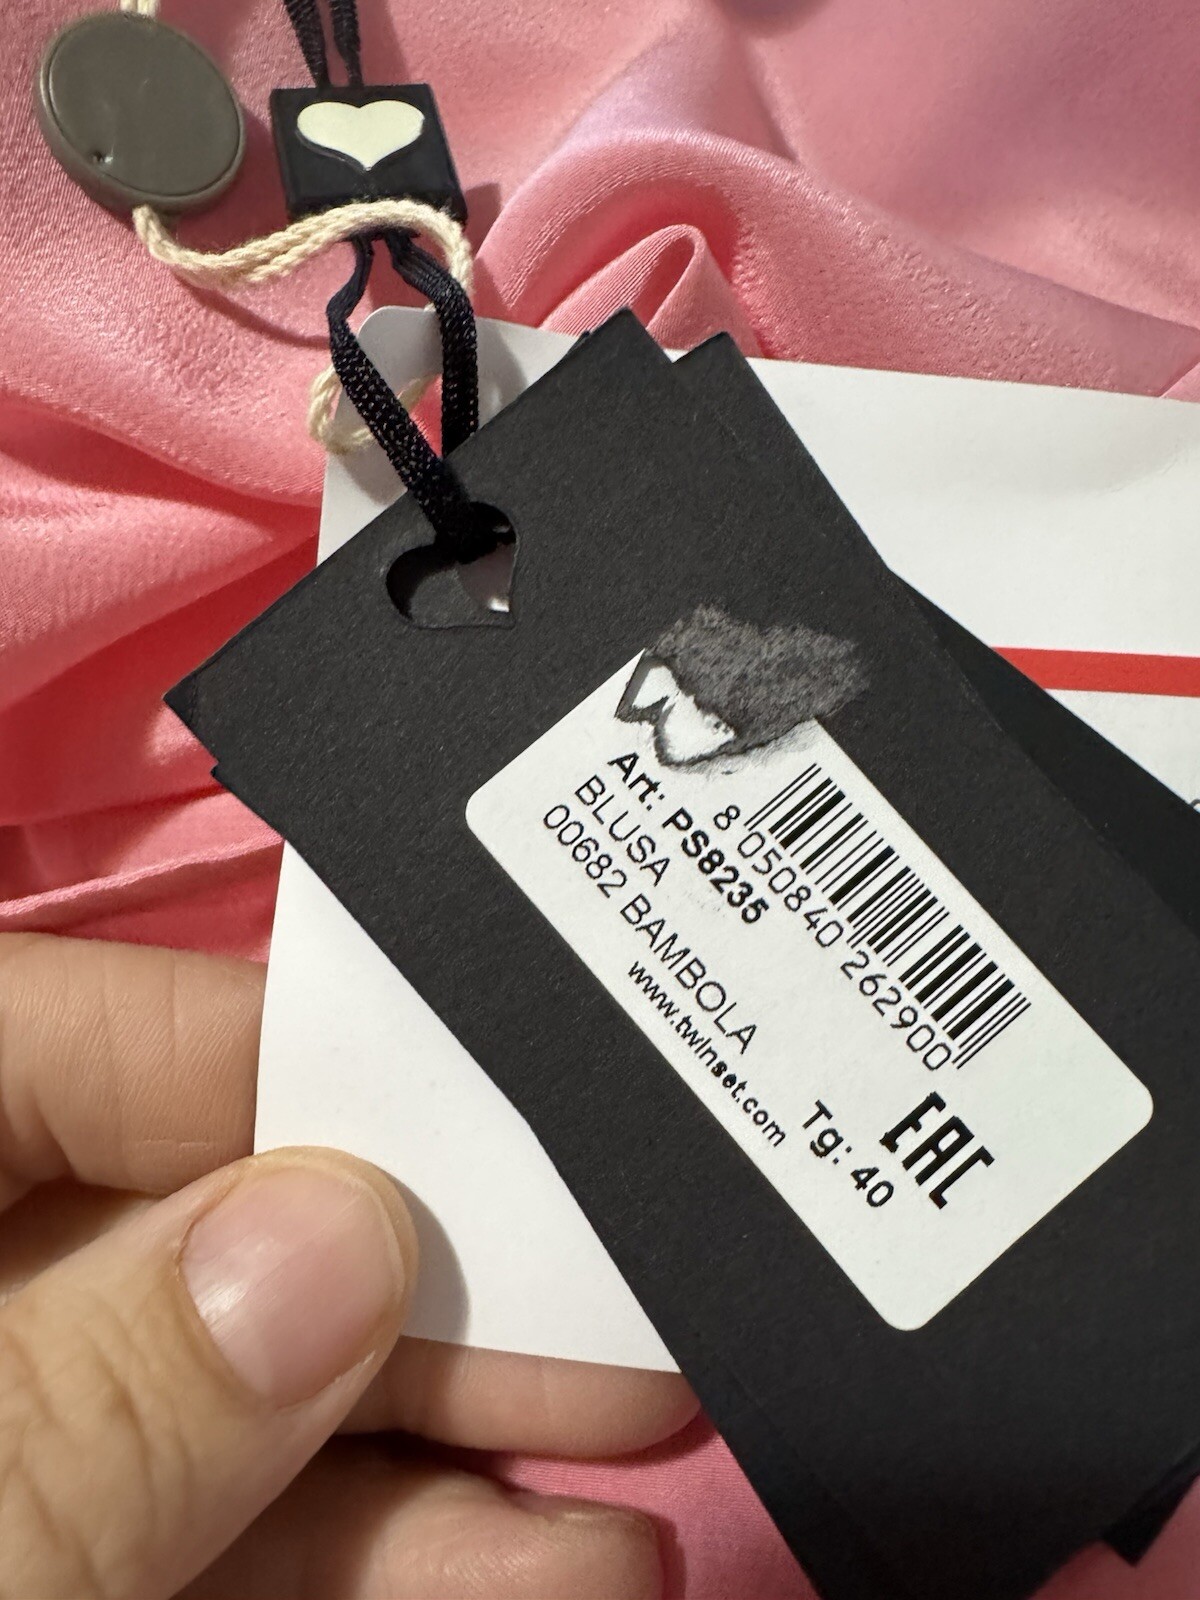 8 050840 262900
Art: PS8235
BLUSA
00682 BAMBOLA
www.twinset.com
Tg: 40
EAC